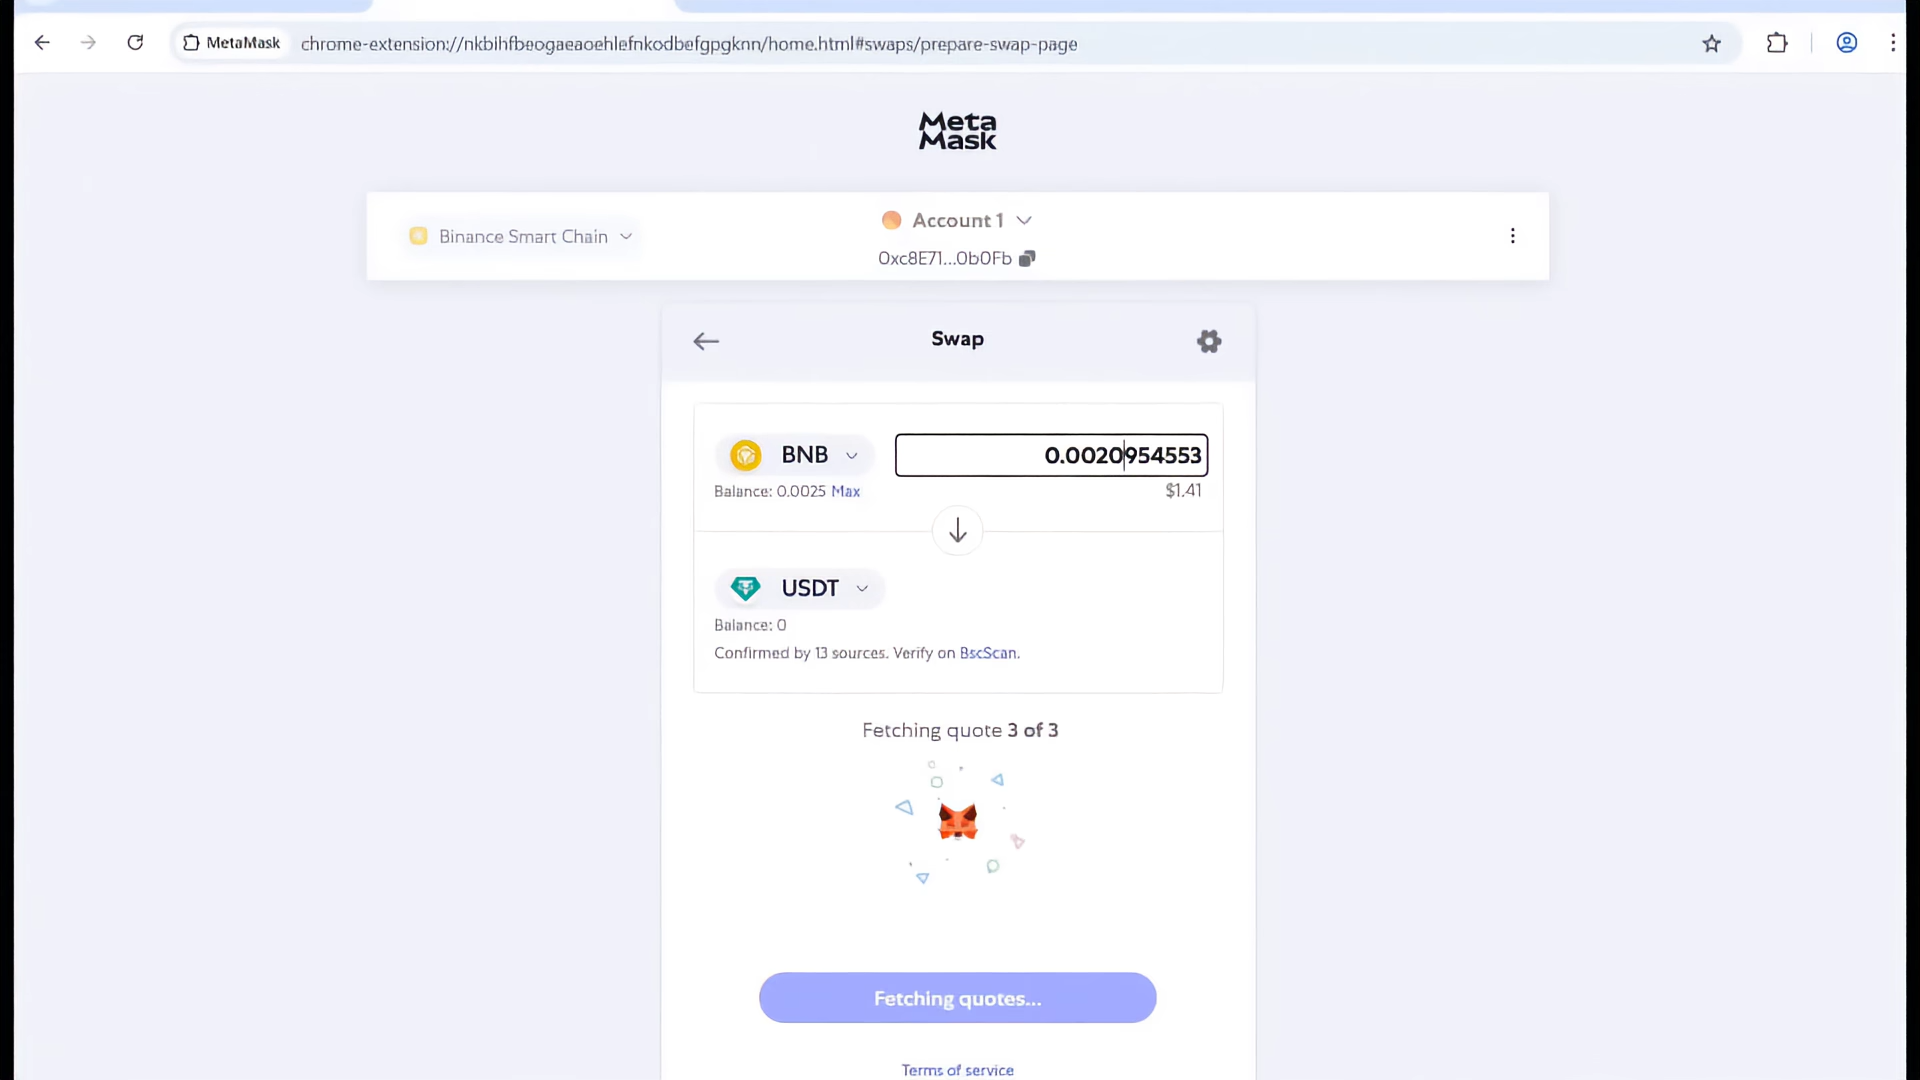 MetaMask
chrome-extension://nkbihfbeogaeaoehlefnkodbefgpgknn/home.html#swaps/prepare-swap-page
Meta
Mask
Binance Smart Chain
Account 1
0xc8E71...0b0Fb
Swap
BNB
0.0020954553
Balance: 0.0025 Max
$1.41
USDT
Balance: 0
Confirmed by 13 sources. Verify on BscScan.
Fetching quote 3 of 3
Fetching quotes...
Terms of service